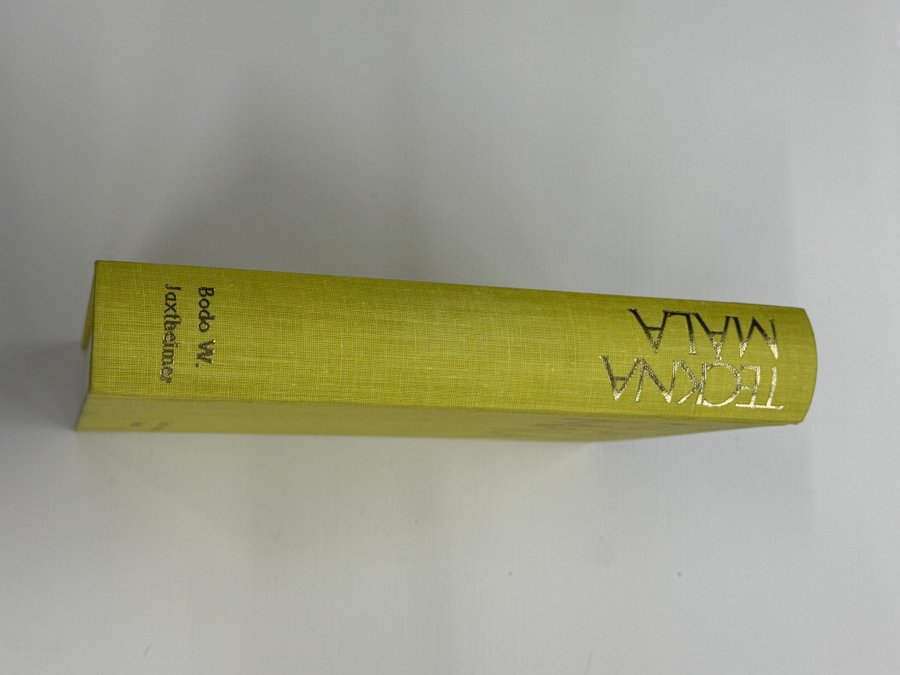 TECKNA
MÅLA
Bodo W.
Jaxtheimer